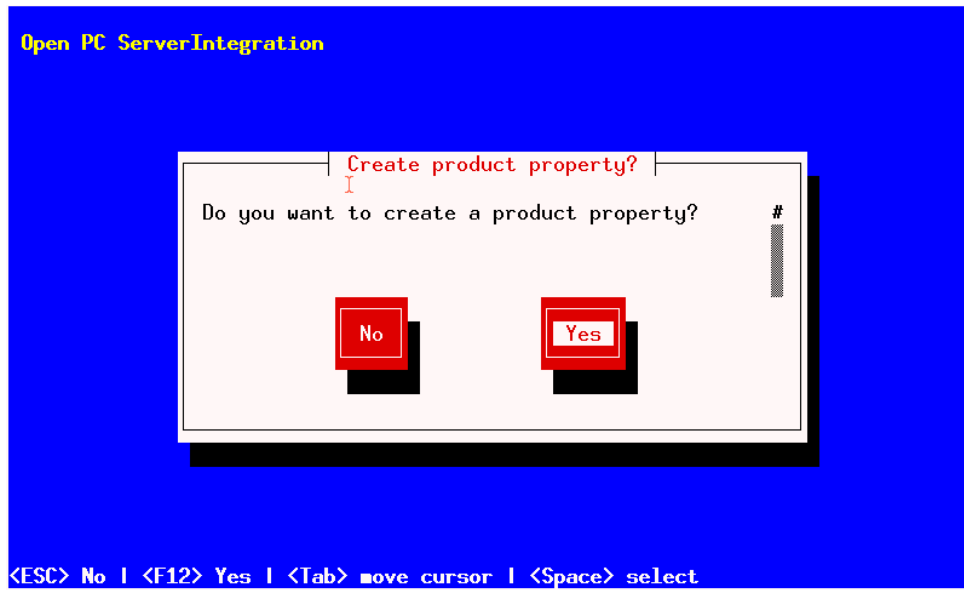 Open PC ServerIntegration
Create product property?
Do you want to create a product property? #
No Yes
<ESC> No | <F12> Yes | <Tab> move cursor | <Space> select